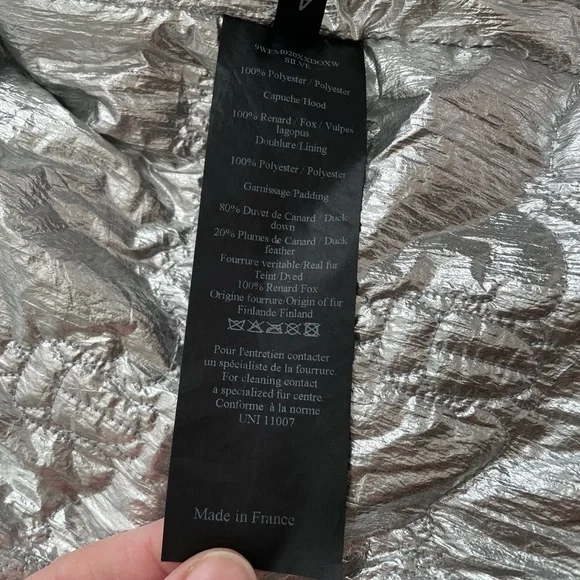 9WEM020XXDOXW
SILVE
100% Polyester / Polyester
Capuche/Hood
100% Renard / Fox / Vulpes
lagopus
Doublure/Lining
100% Polyester / Polyester
Garnissage/Padding
80% Duvet de Canard / Duck
down
20% Plumes de Canard / Duck
feather
Fourrure veritable/Real fur
Teint/Dyed
100% Renard/Fox
Origine fourrure/Origin of fur
Finlande/Finland
Pour l'entretien contacter
un spécialiste de la fourrure.
For cleaning contact
a specialized fur centre.
Conforme à la norme
UNI 11007
Made in France